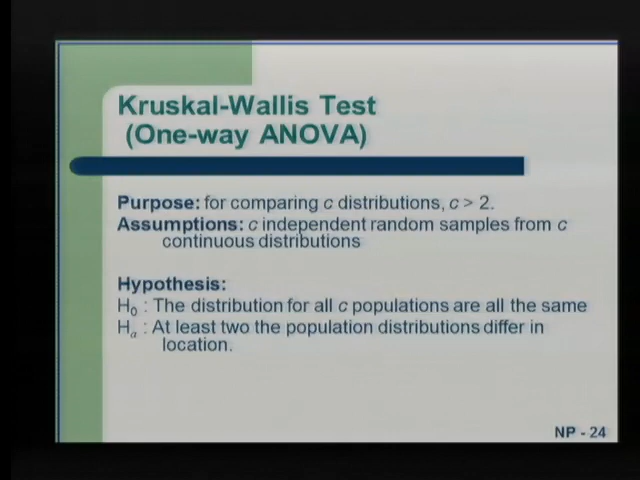 Kruskal-Wallis Test
(One-way ANOVA)
Purpose: for comparing c distributions, c > 2.
Assumptions: c independent random samples from c
continuous distributions
Hypothesis:
H0 : The distribution for all c populations are all the same
Ha : At least two the population distributions differ in
location.
NP - 24